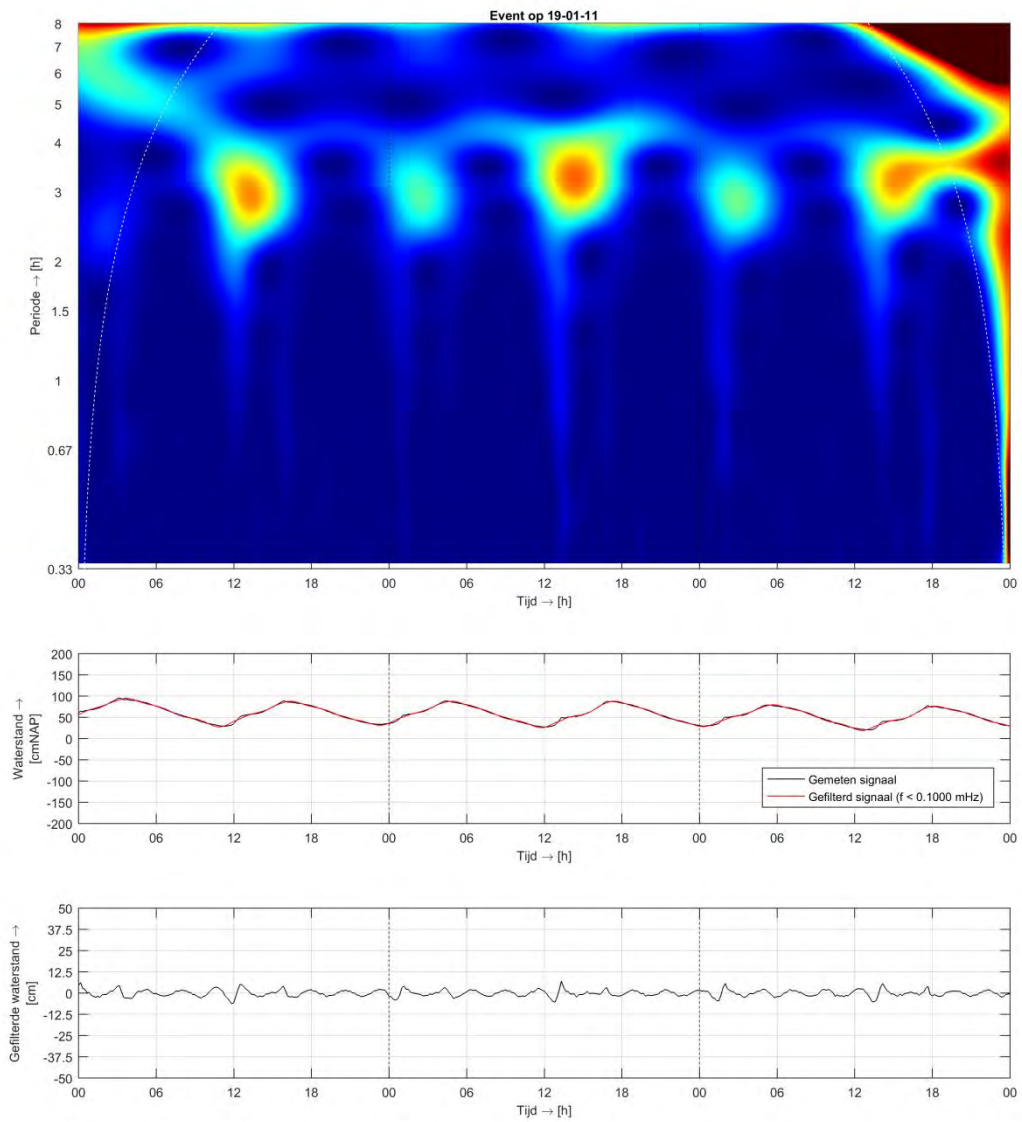 Event op 19-01-11
8
7
6
5
4
3
2
1.5
1
0.67
0.33
Periode → [h]
00 06 12 18 00 06 12 18 00 06 12 18 00
Tijd → [h]
200
150
100
50
0
-50
-100
-150
-200
Waterstand →
[cmNAP]
Gemeten signaal
Gefilterd signaal (f < 0.1000 mHz)
00 06 12 18 00 06 12 18 00 06 12 18 00
Tijd → [h]
50
37.5
25
12.5
0
-12.5
-25
-37.5
-50
Gefilterde waterstand →
[cm]
00 06 12 18 00 06 12 18 00 06 12 18 00
Tijd → [h]